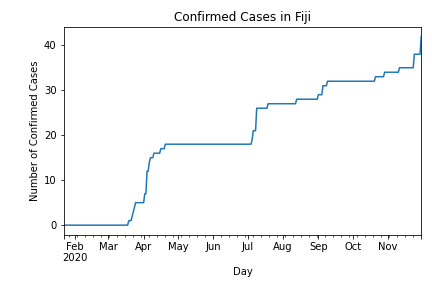 Confirmed Cases in Fiji
Number of Confirmed Cases
40
30
20
10
0
Feb Mar Apr May Jun Jul Aug Sep Oct Nov
2020
Day